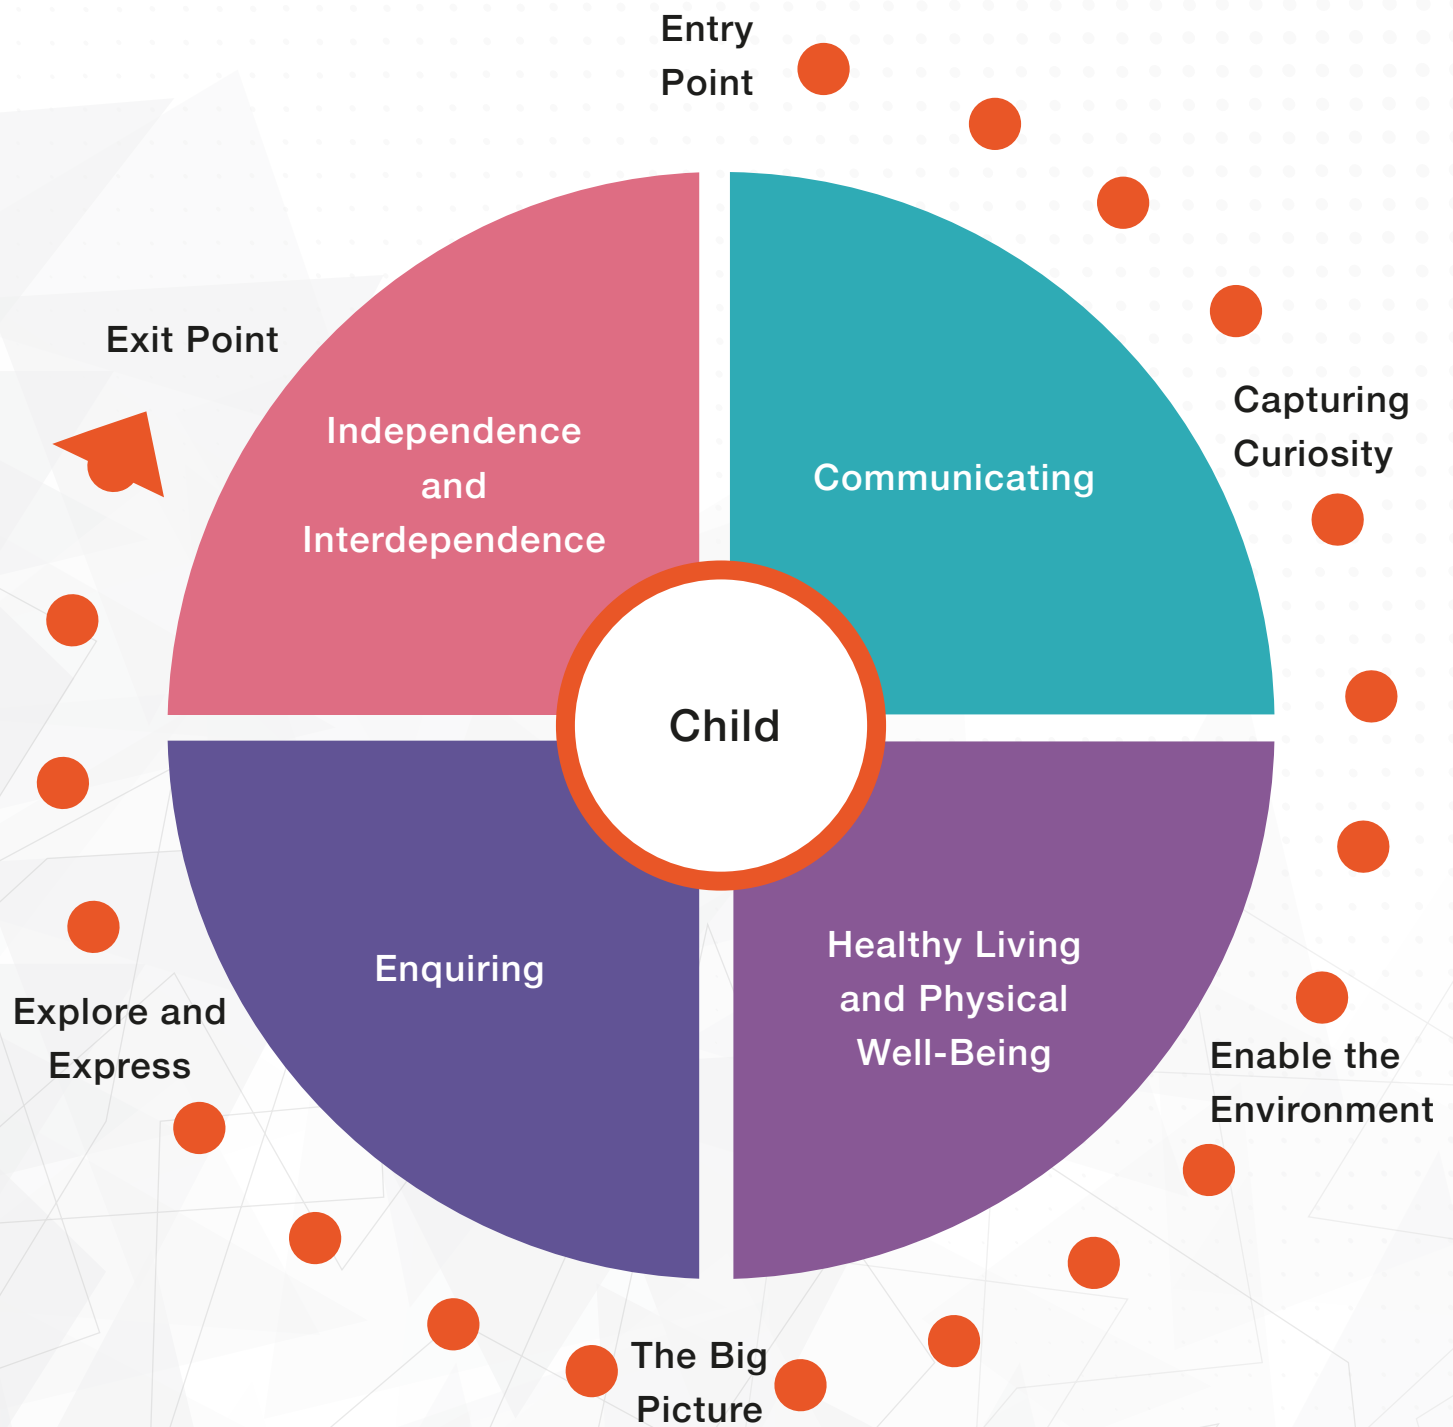 Entry
Point
Capturing
Curiosity
Enable the
Environment
The Big
Picture
Explore and
Express
Exit Point
Independence
and
Interdependence
Communicating
Child
Enquiring
Healthy Living
and Physical
Well-Being